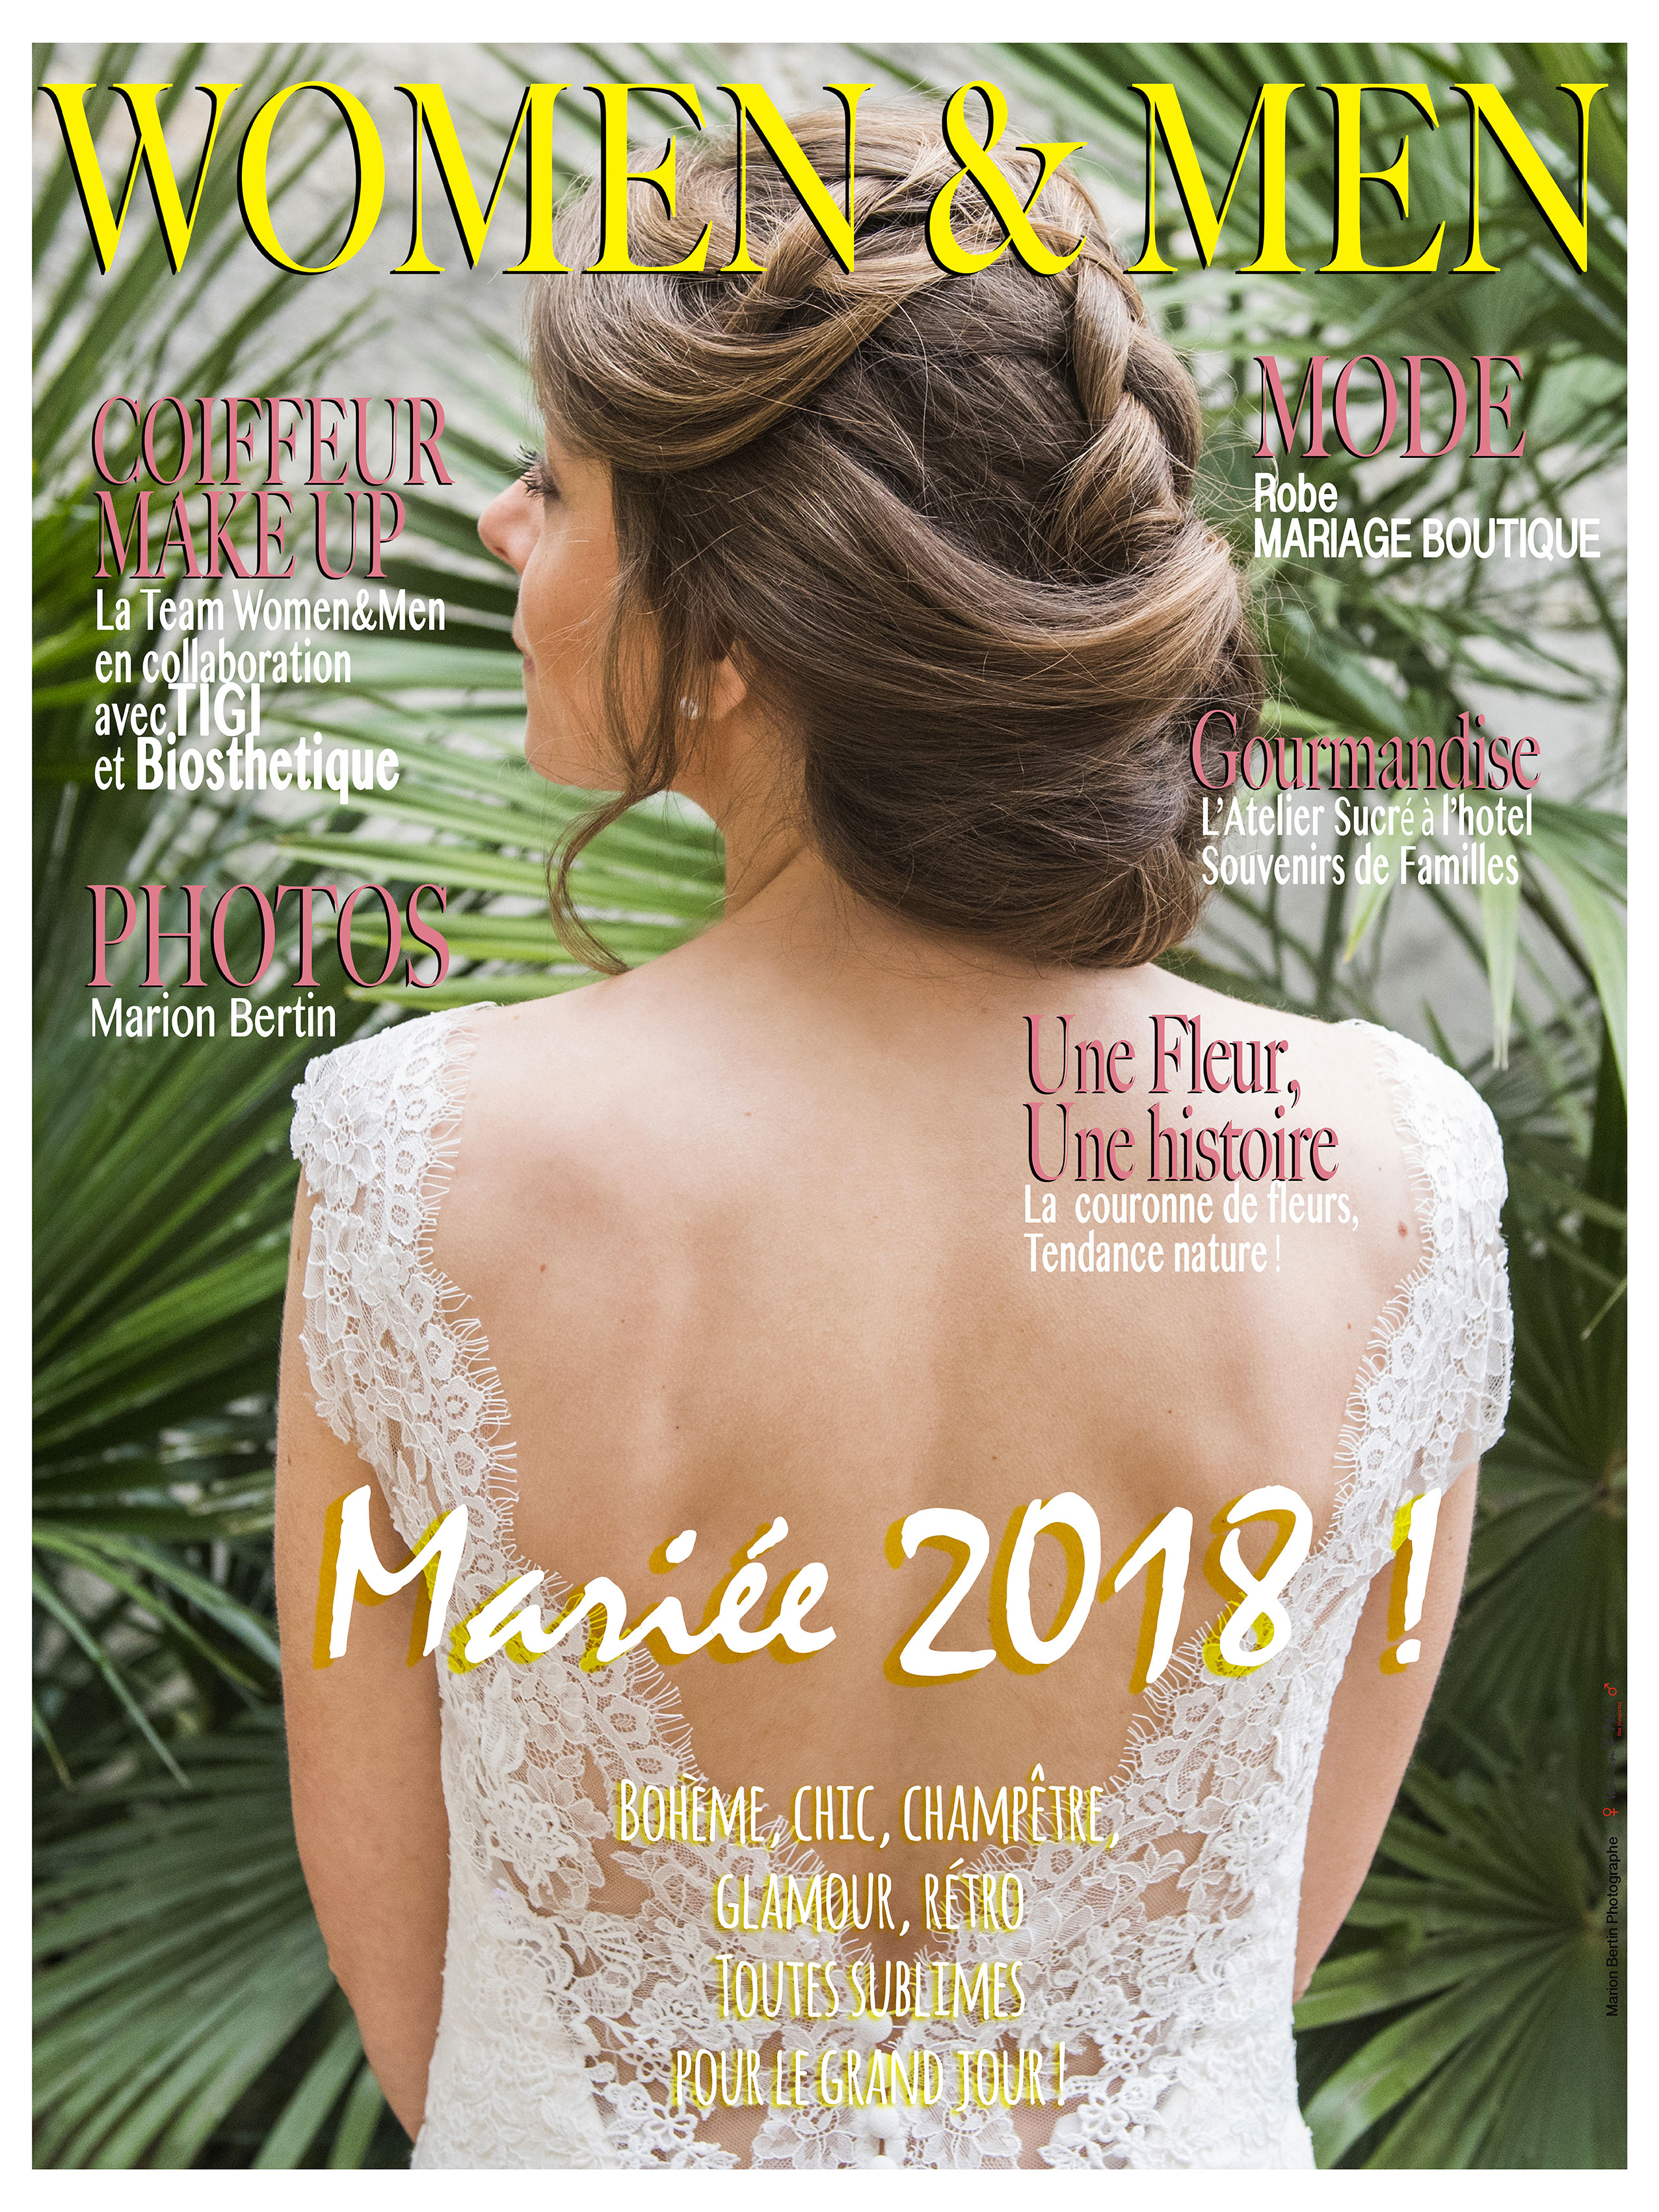 WOMEN & MEN
COIFFEUR
MAKE UP
La Team Women&Men
en collaboration
avec TIGI
et Biosthetique
PHOTOS
Marion Bertin
MODE
Robe
MARIAGE BOUTIQUE
Gourmandise
L'Atelier Sucré à l'hotel
Souvenirs de Familles
Une Fleur,
Une histoire
La couronne de fleurs,
Tendance nature !
Mariée 2018 !
BOHÈME, CHIC, CHAMPÊTRE,
GLAMOUR, RÉTRO
TOUTES SUBLIMES
POUR LE GRAND JOUR !
Marion Bertin Photographe